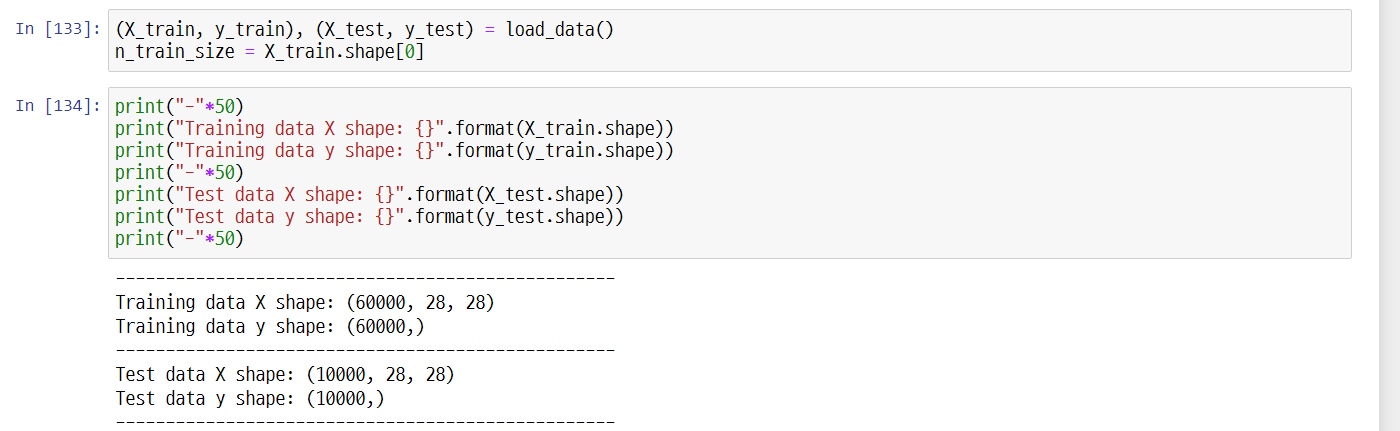 In [133]: (X_train, y_train), (X_test, y_test) = load_data()
n_train_size = X_train.shape[0]
In [134]: print("-"*50)
print("Training data X shape: {}".format(X_train.shape))
print("Training data y shape: {}".format(y_train.shape))
print("-"*50)
print("Test data X shape: {}".format(X_test.shape))
print("Test data y shape: {}".format(y_test.shape))
print("-"*50)
--------------------------------------------------
Training data X shape: (60000, 28, 28)
Training data y shape: (60000,)
--------------------------------------------------
Test data X shape: (10000, 28, 28)
Test data y shape: (10000,)
--------------------------------------------------